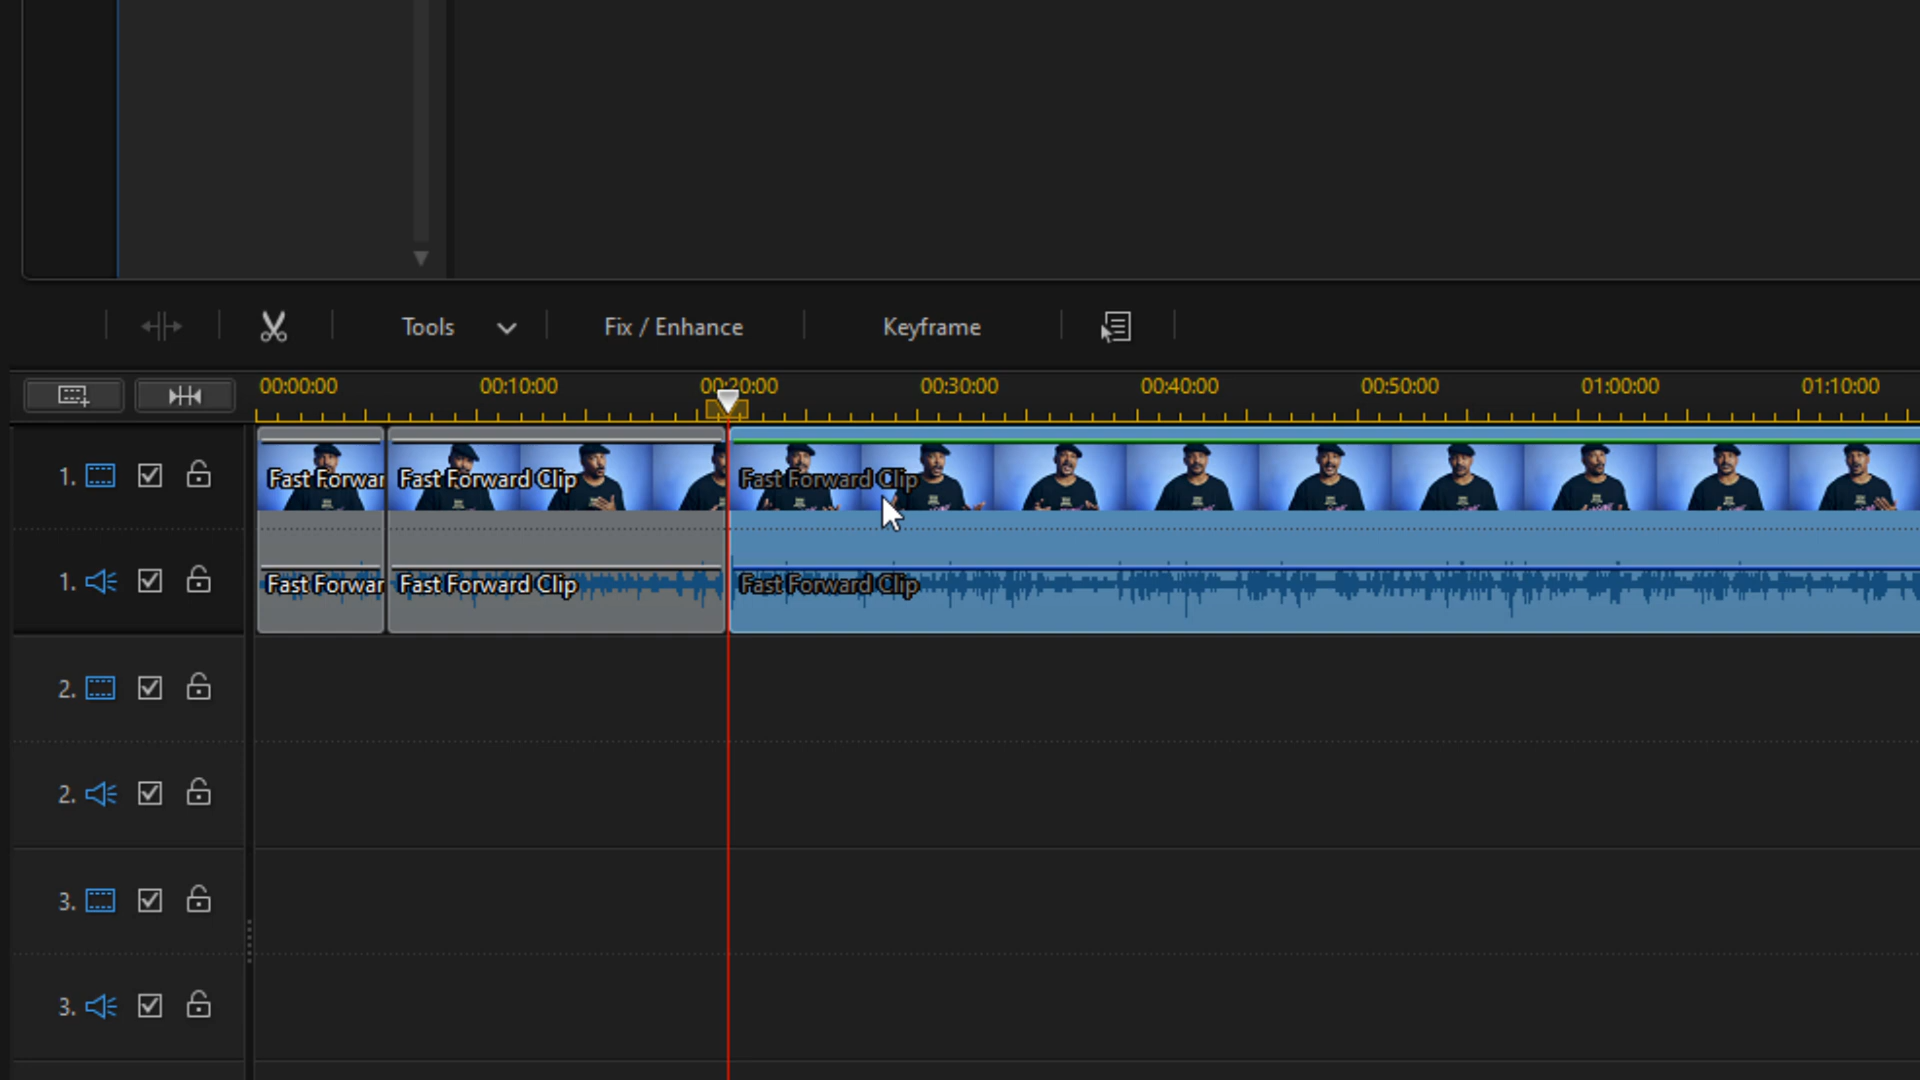 Tools Fix / Enhance Keyframe
00:00:00 00:10:00 00:20:00 00:30:00 00:40:00 00:50:00 01:00:00 01:10:00
1. Fast Forwar Fast Forward Clip Fast Forward Clip
1. Fast Forwar Fast Forward Clip Fast Forward Clip
2.
2.
3.
3.